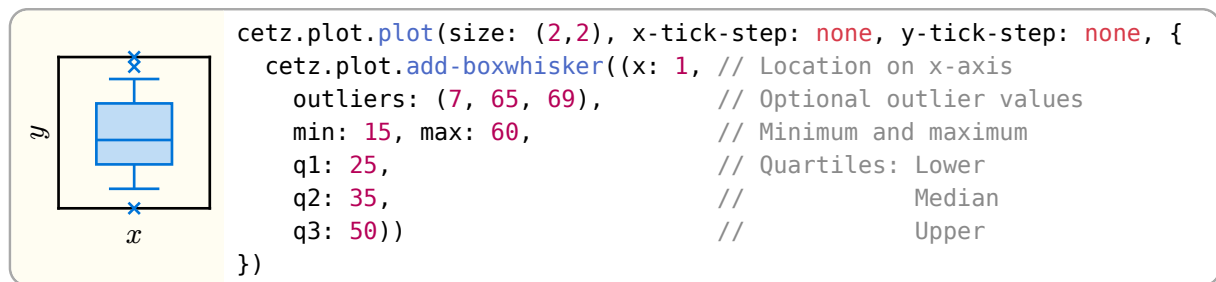 y
x
cetz.plot.plot(size: (2,2), x-tick-step: none, y-tick-step: none, {
  cetz.plot.add-boxwhisker((x: 1, // Location on x-axis
    outliers: (7, 65, 69),       // Optional outlier values
    min: 15, max: 60,            // Minimum and maximum
    q1: 25,                      // Quartiles: Lower
    q2: 35,                      //            Median
    q3: 50))                     //            Upper
})